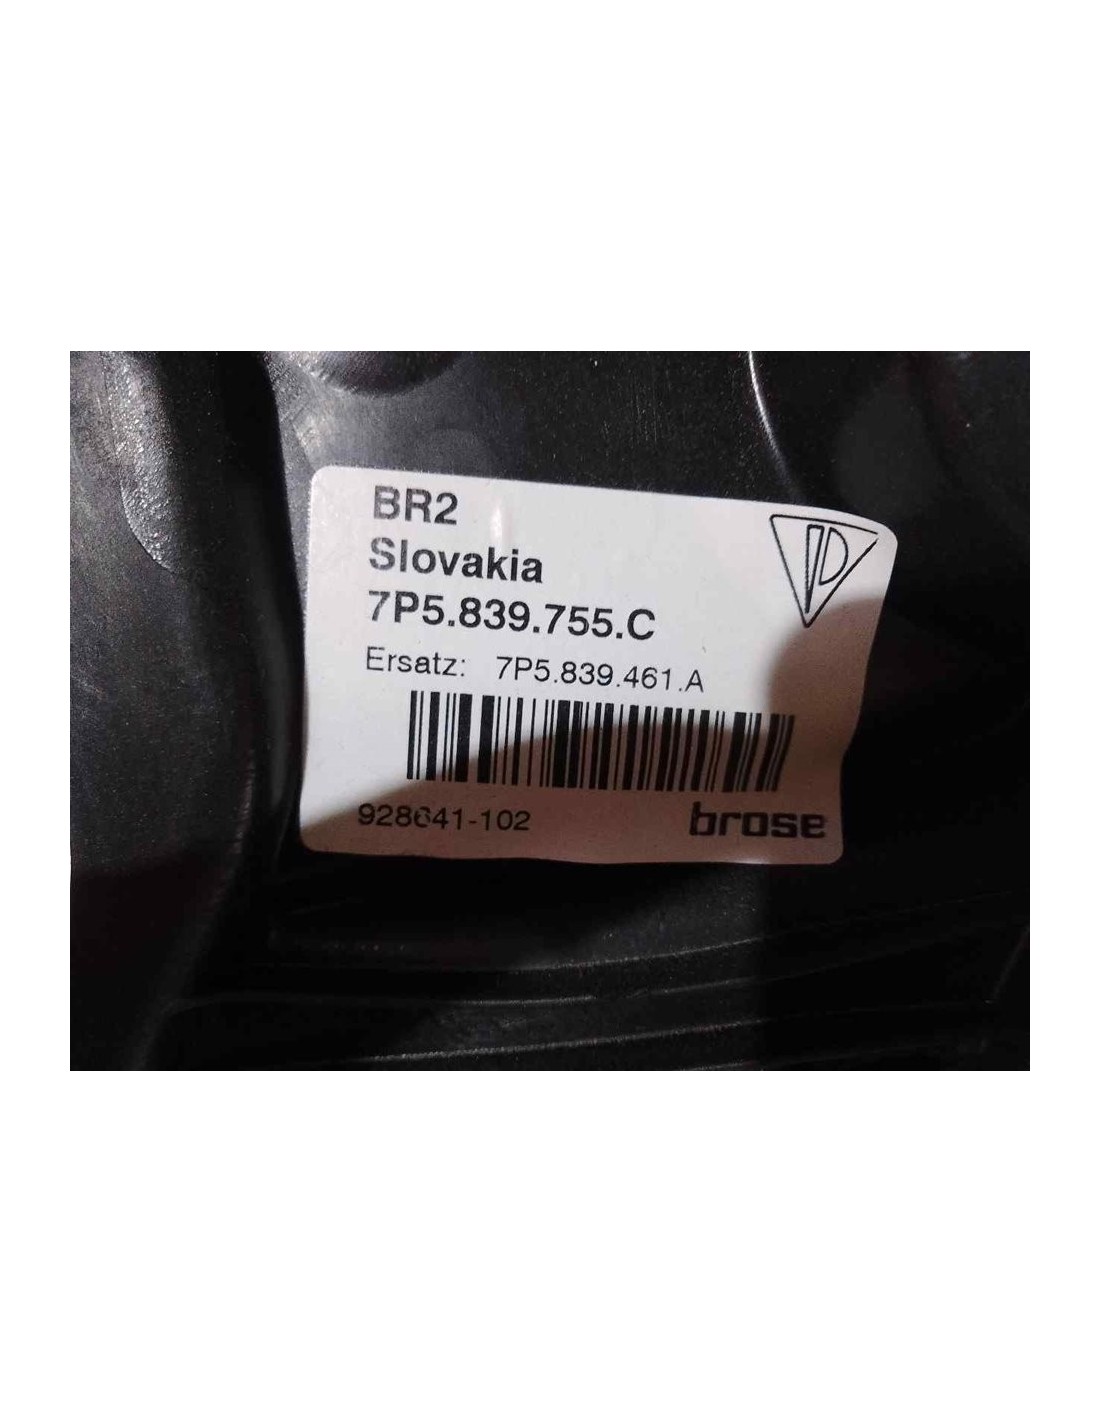 BR2
Slovakia
7P5.839.755.C
Ersatz: 7P5.839.461.A
928641-102
brose